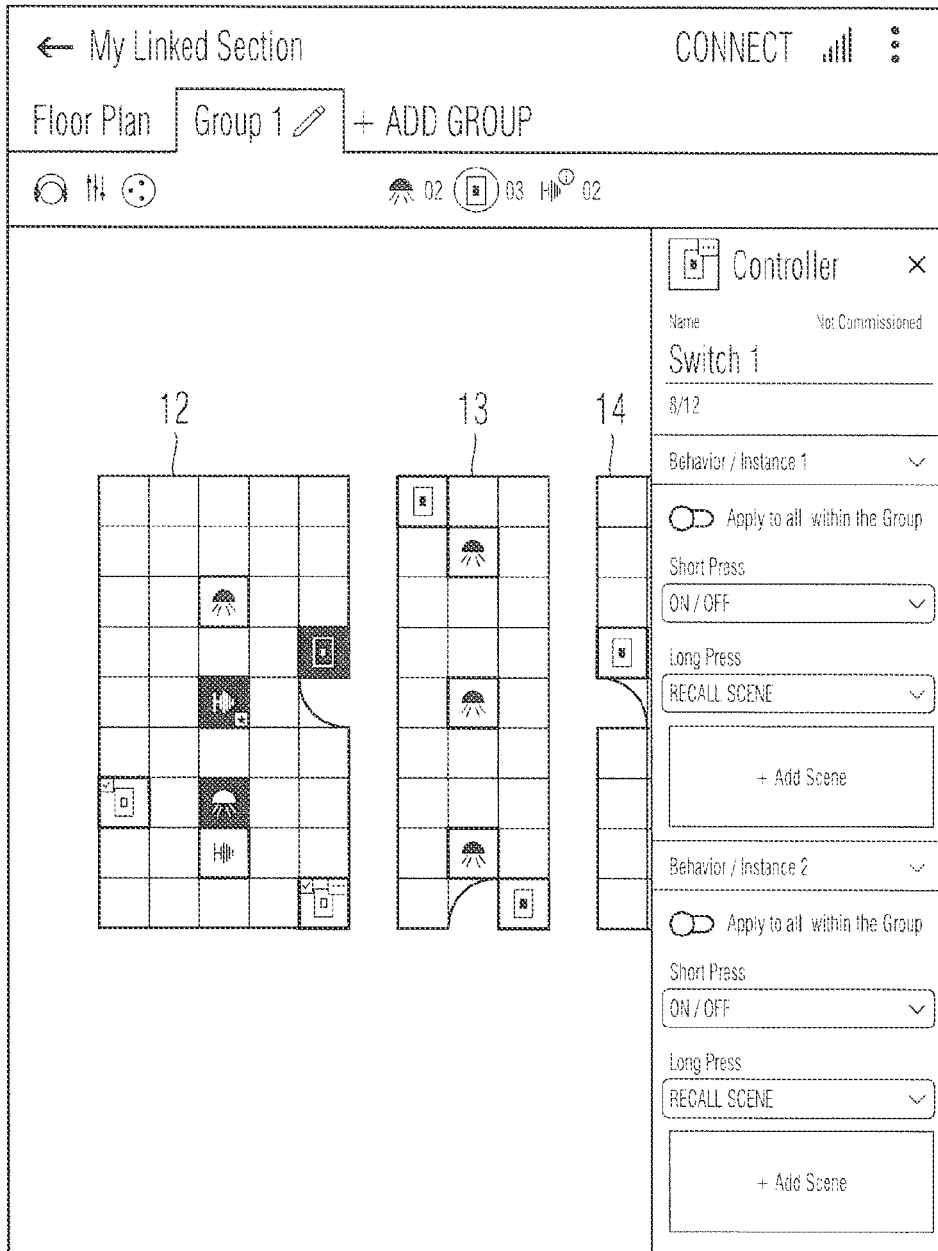 ← My Linked Section CONNECT
Floor Plan Group 1 + ADD GROUP
02 03 02
Controller ×
Name Not Commissioned
Switch 1
8/12
12 13 14
Behavior / Instance 1
Apply to all within the Group
Short Press
ON / OFF
Long Press
RECALL SCENE
+ Add Scene
Behavior / Instance 2
Apply to all within the Group
Short Press
ON / OFF
Long Press
RECALL SCENE
+ Add Scene